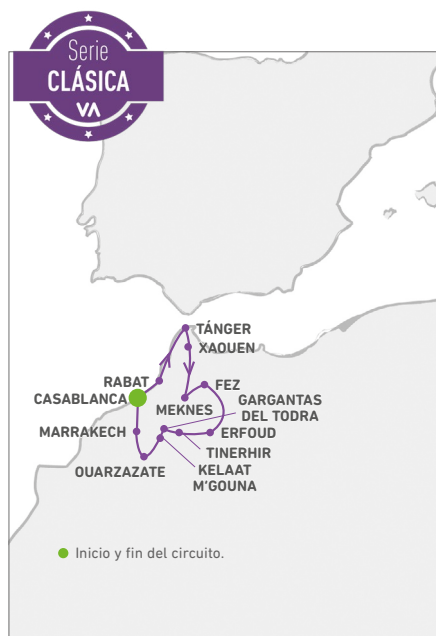 Serie
CLÁSICA
VA
TÁNGER
XAOUEN
RABAT
FEZ
CASABLANCA
MEKNES
GARGANTAS
DEL TODRA
MARRAKECH
ERFOUD
TINERHIR
OUARZAZATE
KELAAT
M'GOUNA
Inicio y fin del circuito.